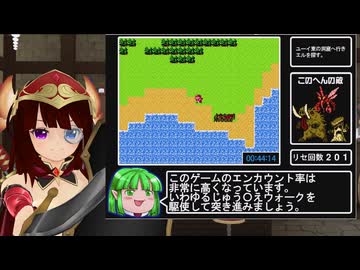 ユーイ東の洞窟へ行き
エルを探す。
このへんの敵
00:44:14
リセ回数201
このゲームのエンカウント率は
非常に高くなっています。
いわゆるじゅう〇えウォークを
駆使して突き進みましょう。